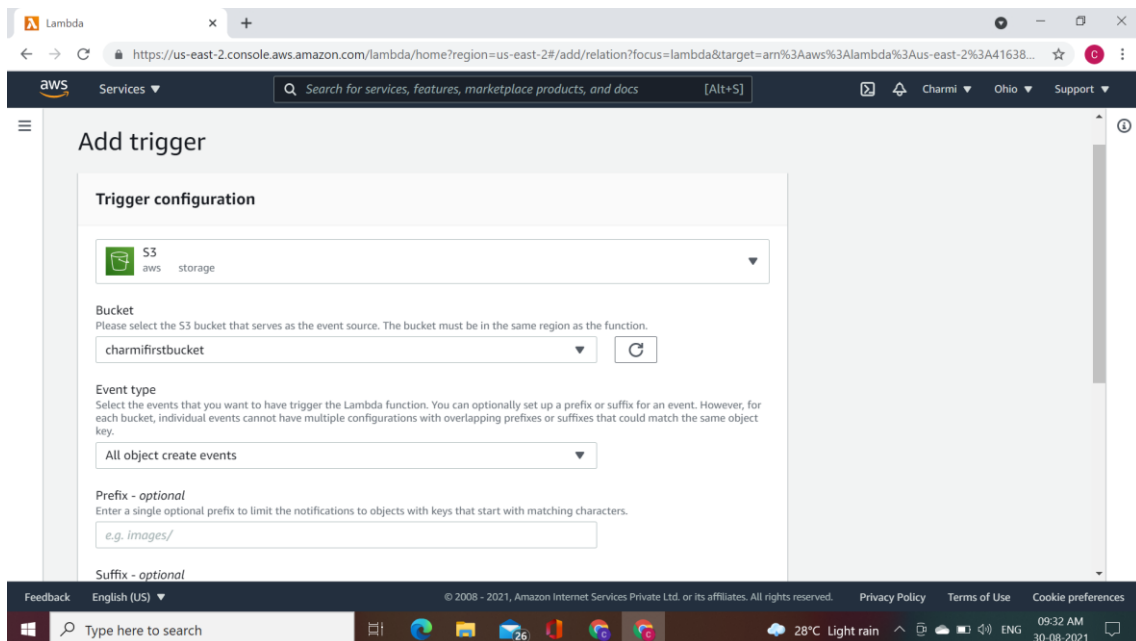 Lambda
https://us-east-2.console.aws.amazon.com/lambda/home?region=us-east-2#/add/relation?focus=lambda&target=arn%3Aaws%3Alambda%3Aus-east-2%3A41638...
C
aws Services ▼ Search for services, features, marketplace products, and docs [Alt+S] Charmi ▼ Ohio ▼ Support ▼
Add trigger
Trigger configuration
S3
aws storage
Bucket
Please select the S3 bucket that serves as the event source. The bucket must be in the same region as the function.
charmifirstbucket
Event type
Select the events that you want to have trigger the Lambda function. You can optionally set up a prefix or suffix for an event. However, for
each bucket, individual events cannot have multiple configurations with overlapping prefixes or suffixes that could match the same object
key.
All object create events
Prefix - optional
Enter a single optional prefix to limit the notifications to objects with keys that start with matching characters.
e.g. images/
Suffix - optional
Feedback English (US) ▼ © 2008 - 2021, Amazon Internet Services Private Ltd. or its affiliates. All rights reserved. Privacy Policy Terms of Use Cookie preferences
Type here to search 26 28°C Light rain ENG 09:32 AM
30-08-2021